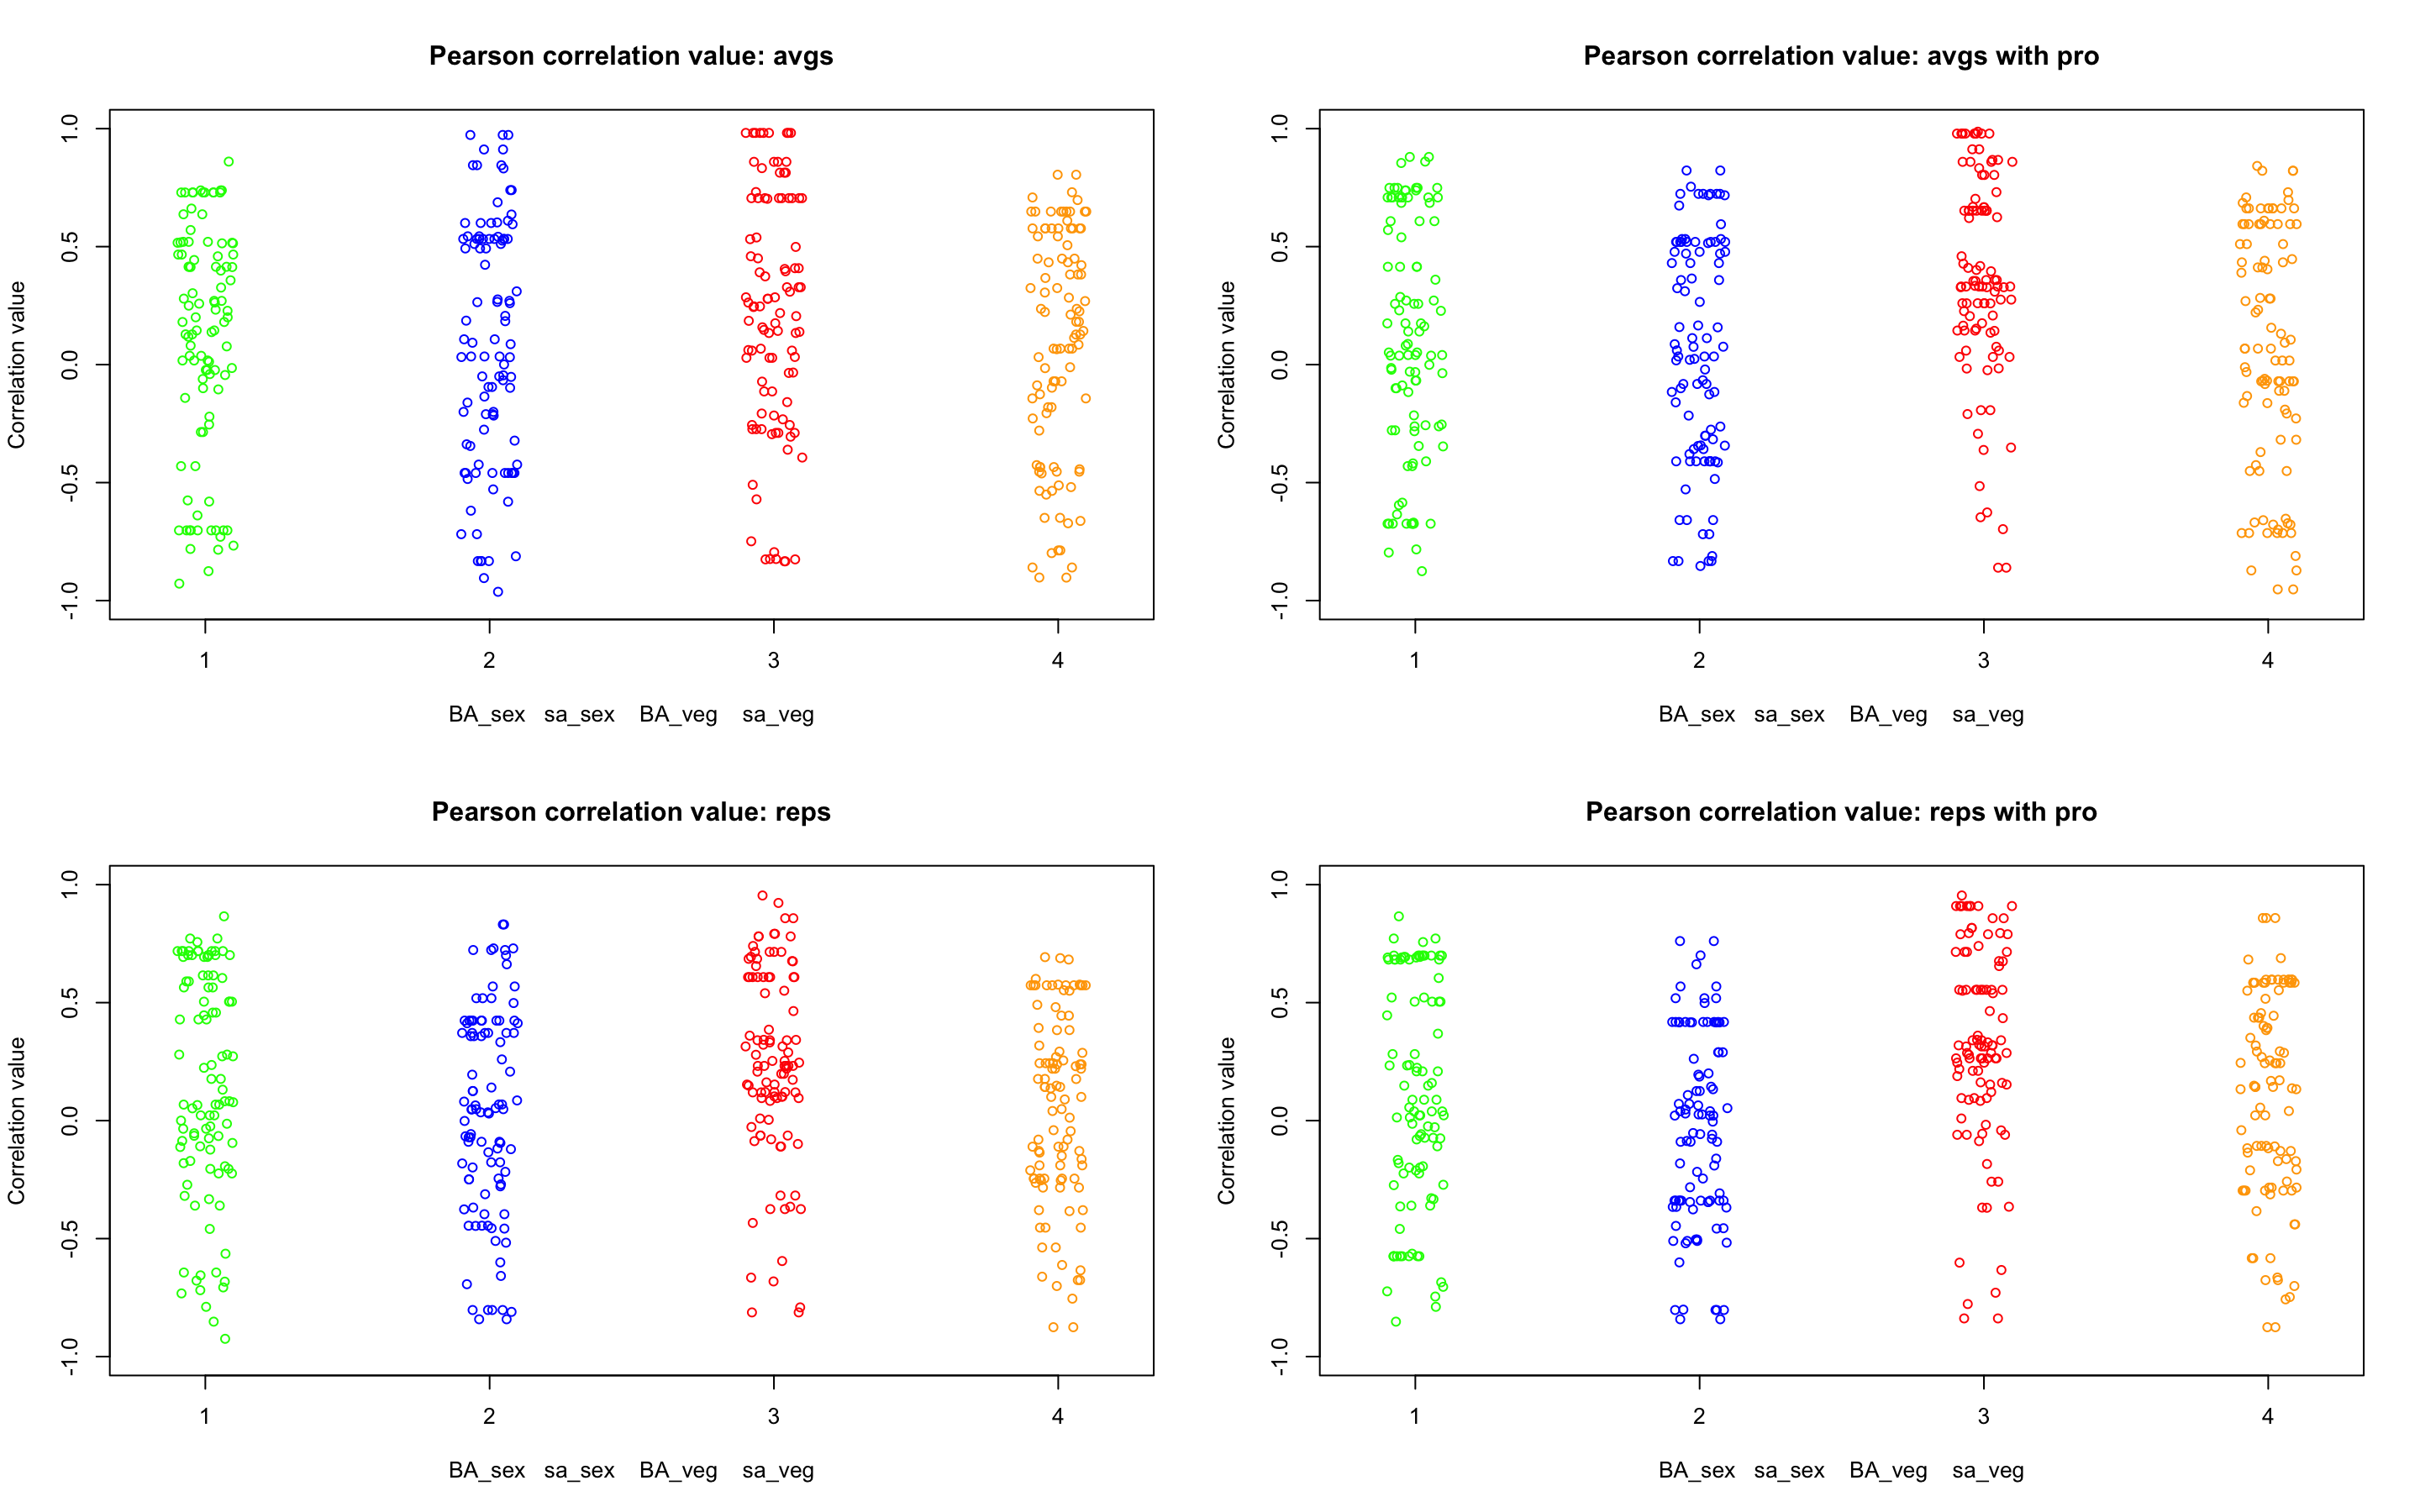 Pearson correlation value: avgs
Correlation value
1.0
0.5
0.0
-0.5
-1.0
1 2 3 4
BA_sex sa_sex BA_veg sa_veg
Pearson correlation value: avgs with pro
Correlation value
1.0
0.5
0.0
-0.5
-1.0
1 2 3 4
BA_sex sa_sex BA_veg sa_veg
Pearson correlation value: reps
Correlation value
1.0
0.5
0.0
-0.5
-1.0
1 2 3 4
BA_sex sa_sex BA_veg sa_veg
Pearson correlation value: reps with pro
Correlation value
1.0
0.5
0.0
-0.5
-1.0
1 2 3 4
BA_sex sa_sex BA_veg sa_veg